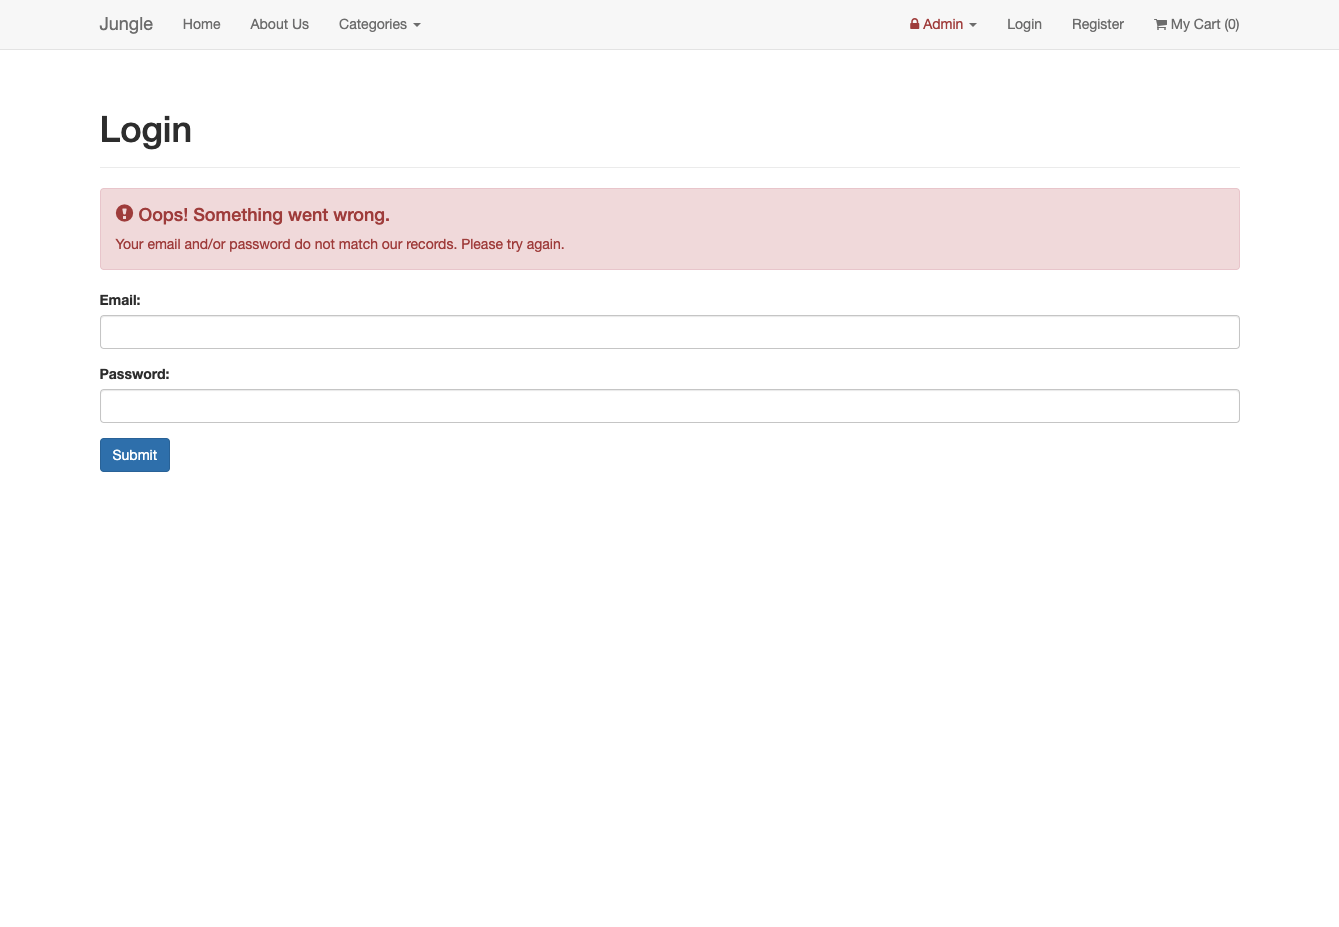 Jungle Home About Us Categories Admin Login Register My Cart (0)
Login
Oops! Something went wrong.
Your email and/or password do not match our records. Please try again.
Email:
Password:
Submit